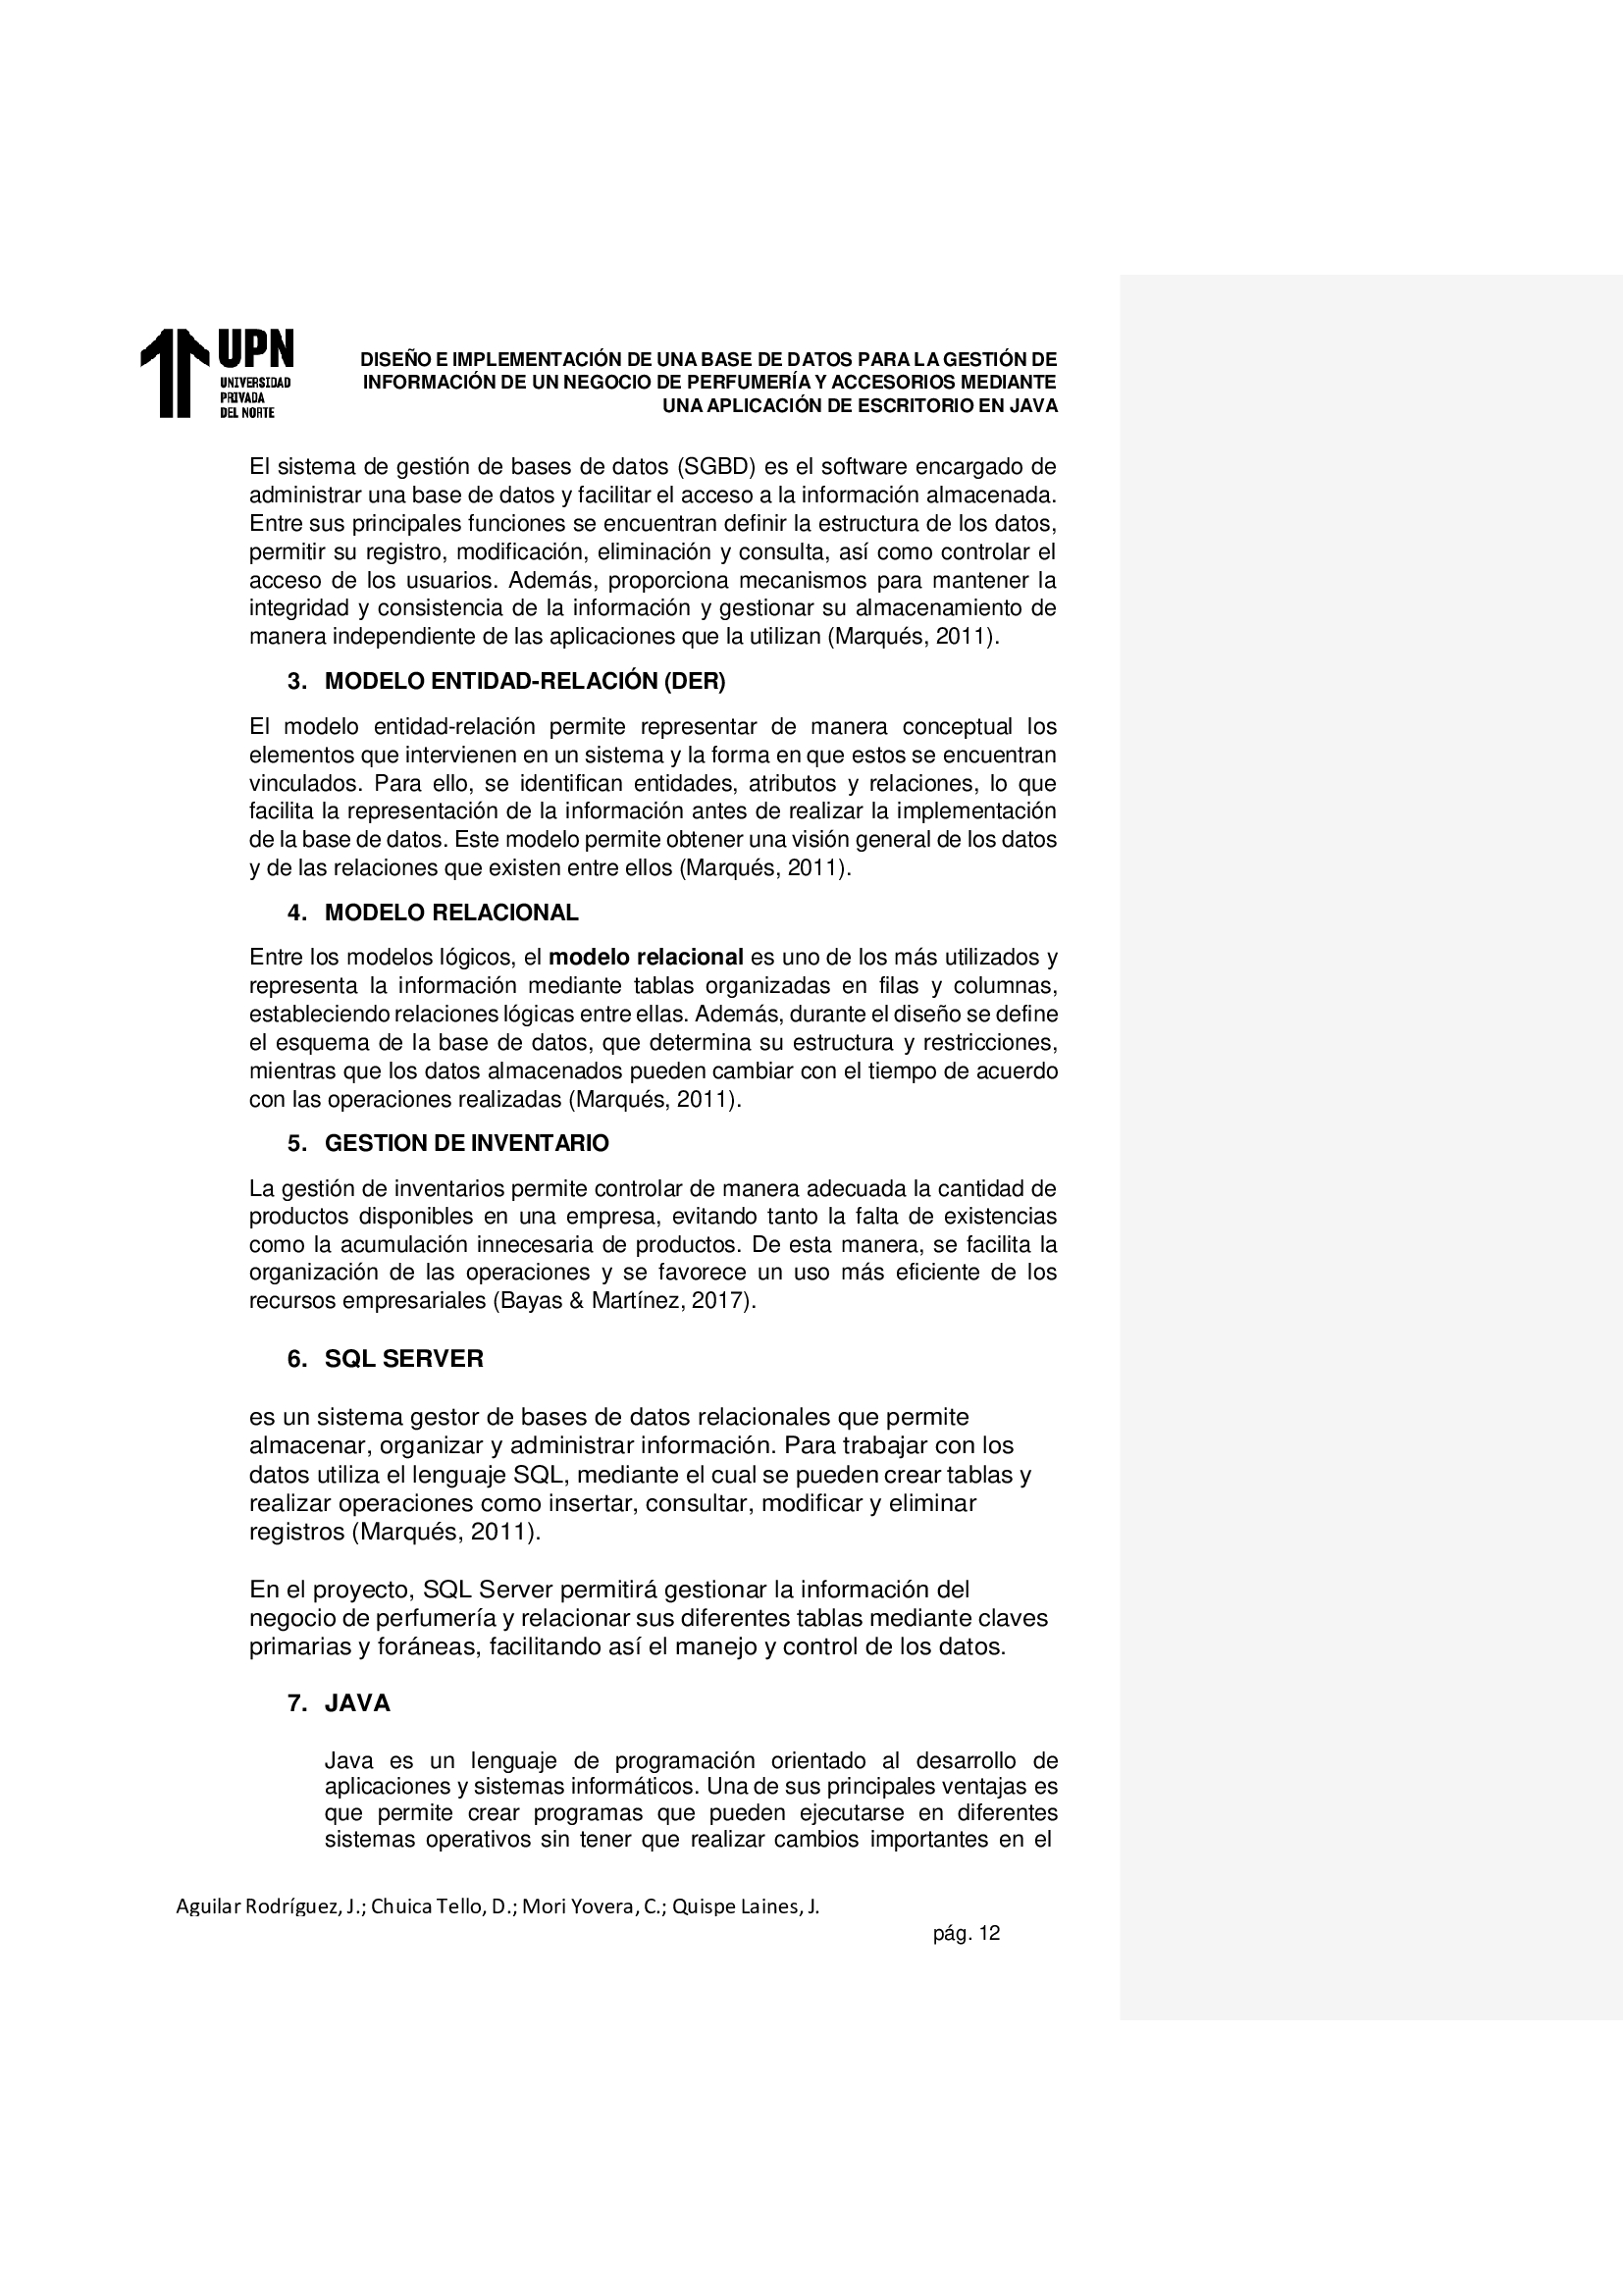 UPN
UNIVERSIDAD
PRIVADA
DEL NORTE
DISEÑO E IMPLEMENTACIÓN DE UNA BASE DE DATOS PARA LA GESTIÓN DE
INFORMACIÓN DE UN NEGOCIO DE PERFUMERÍA Y ACCESORIOS MEDIANTE
UNA APLICACIÓN DE ESCRITORIO EN JAVA
El sistema de gestión de bases de datos (SGBD) es el software encargado de
administrar una base de datos y facilitar el acceso a la información almacenada.
Entre sus principales funciones se encuentran definir la estructura de los datos,
permitir su registro, modificación, eliminación y consulta, así como controlar el
acceso de los usuarios. Además, proporciona mecanismos para mantener la
integridad y consistencia de la información y gestionar su almacenamiento de
manera independiente de las aplicaciones que la utilizan (Marqués, 2011).
3. MODELO ENTIDAD-RELACIÓN (DER)
El modelo entidad-relación permite representar de manera conceptual los
elementos que intervienen en un sistema y la forma en que estos se encuentran
vinculados. Para ello, se identifican entidades, atributos y relaciones, lo que
facilita la representación de la información antes de realizar la implementación
de la base de datos. Este modelo permite obtener una visión general de los datos
y de las relaciones que existen entre ellos (Marqués, 2011).
4. MODELO RELACIONAL
Entre los modelos lógicos, el modelo relacional es uno de los más utilizados y
representa la información mediante tablas organizadas en filas y columnas,
estableciendo relaciones lógicas entre ellas. Además, durante el diseño se define
el esquema de la base de datos, que determina su estructura y restricciones,
mientras que los datos almacenados pueden cambiar con el tiempo de acuerdo
con las operaciones realizadas (Marqués, 2011).
5. GESTION DE INVENTARIO
La gestión de inventarios permite controlar de manera adecuada la cantidad de
productos disponibles en una empresa, evitando tanto la falta de existencias
como la acumulación innecesaria de productos. De esta manera, se facilita la
organización de las operaciones y se favorece un uso más eficiente de los
recursos empresariales (Bayas & Martínez, 2017).
6. SQL SERVER
es un sistema gestor de bases de datos relacionales que permite
almacenar, organizar y administrar información. Para trabajar con los
datos utiliza el lenguaje SQL, mediante el cual se pueden crear tablas y
realizar operaciones como insertar, consultar, modificar y eliminar
registros (Marqués, 2011).
En el proyecto, SQL Server permitirá gestionar la información del
negocio de perfumería y relacionar sus diferentes tablas mediante claves
primarias y foráneas, facilitando así el manejo y control de los datos.
7. JAVA
Java es un lenguaje de programación orientado al desarrollo de
aplicaciones y sistemas informáticos. Una de sus principales ventajas es
que permite crear programas que pueden ejecutarse en diferentes
sistemas operativos sin tener que realizar cambios importantes en el
Aguilar Rodríguez, J.; Chuica Tello, D.; Mori Yovera, C.; Quispe Laines, J.
pág. 12